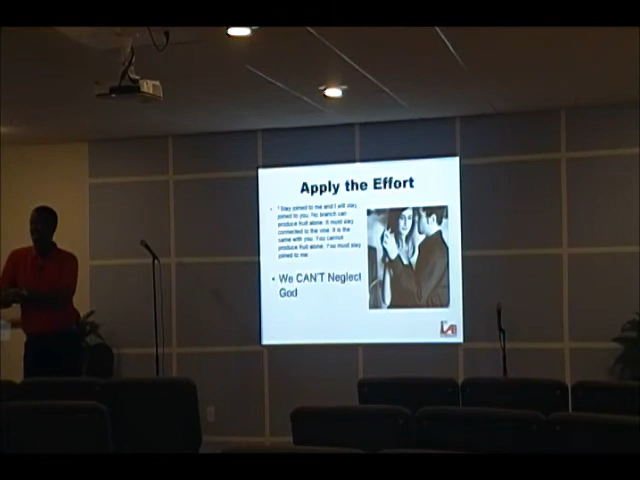 Apply the Effort
• "Stay joined to me and I will stay
joined to you. No branch can
produce fruit alone. It must stay
connected to the vine. It is the
same with you. You cannot
produce fruit alone. You must stay
joined to me.
• We CAN'T Neglect
God